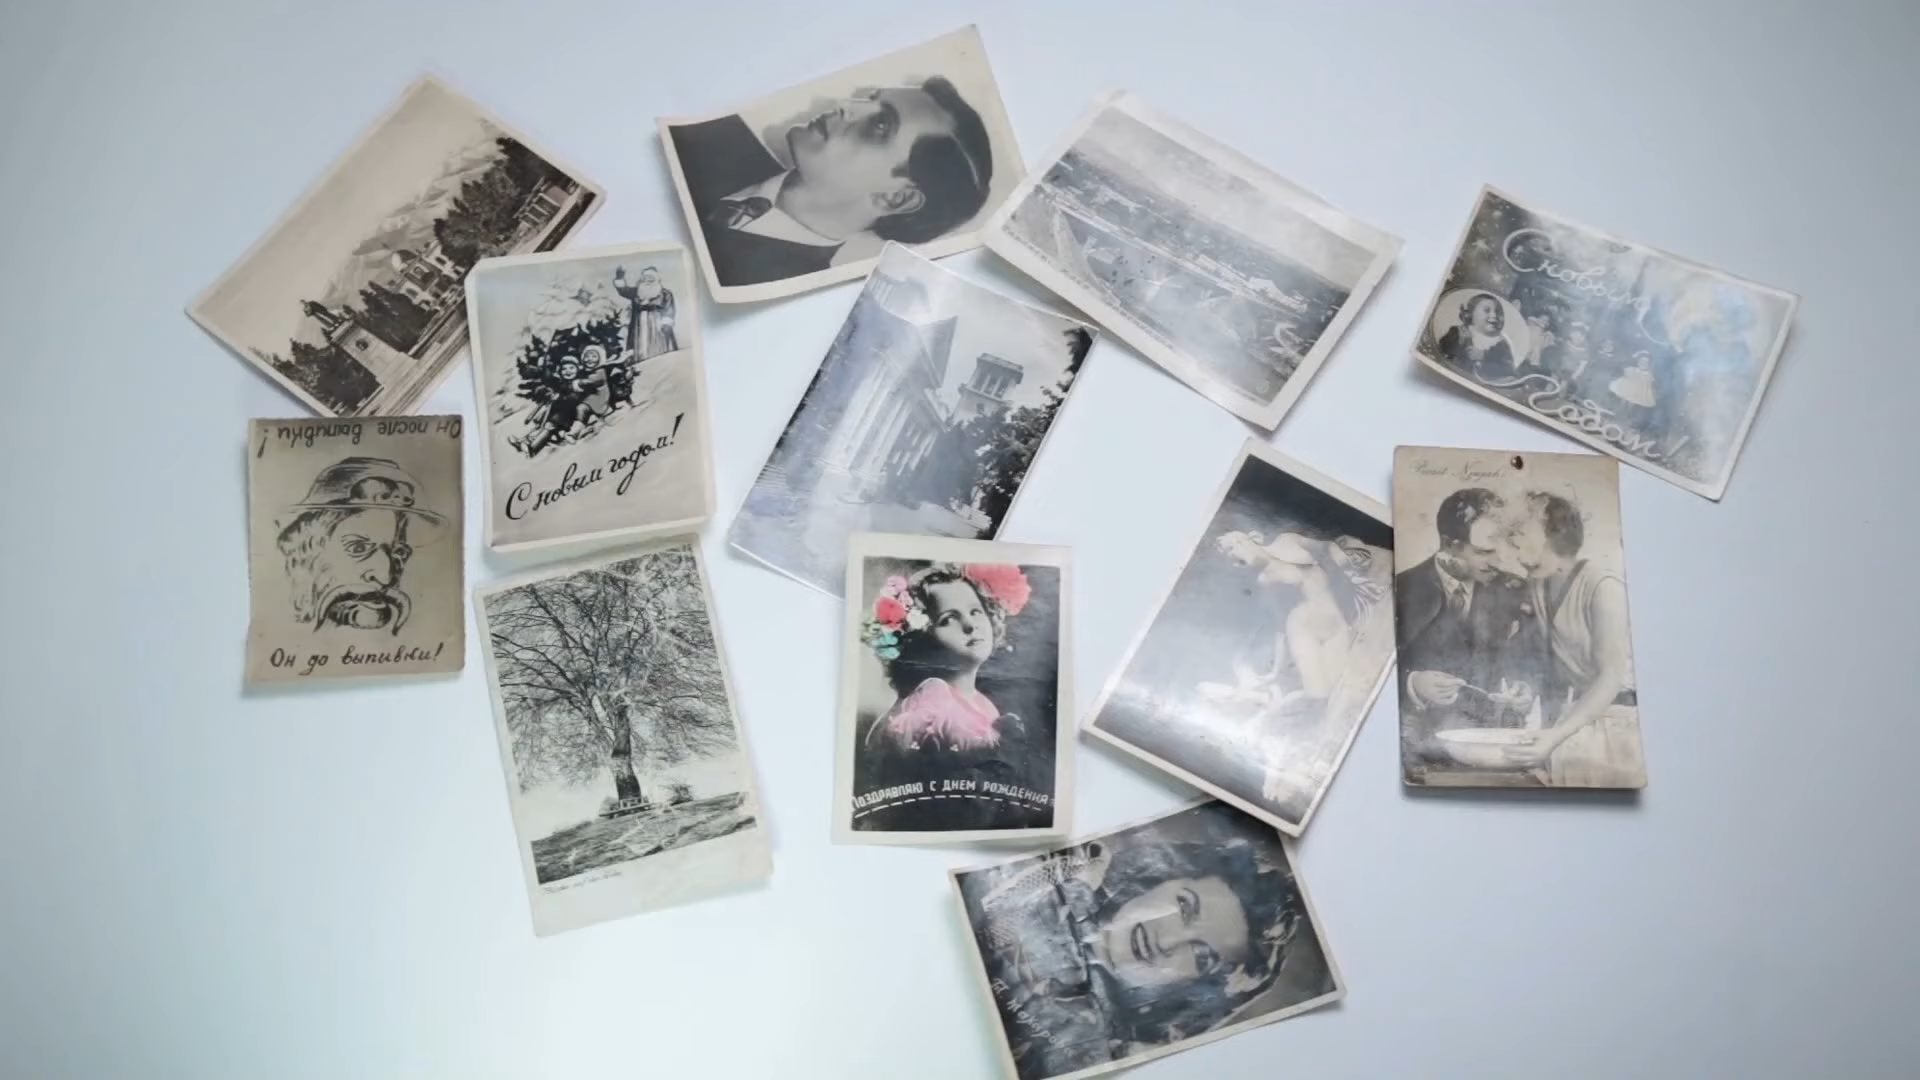 Он после выпивки!
Он до выпивки!
С новым годом!
С новым
Годом!
ПОЗДРАВЛЯЮ С ДНЕМ РОЖДЕНИЯ